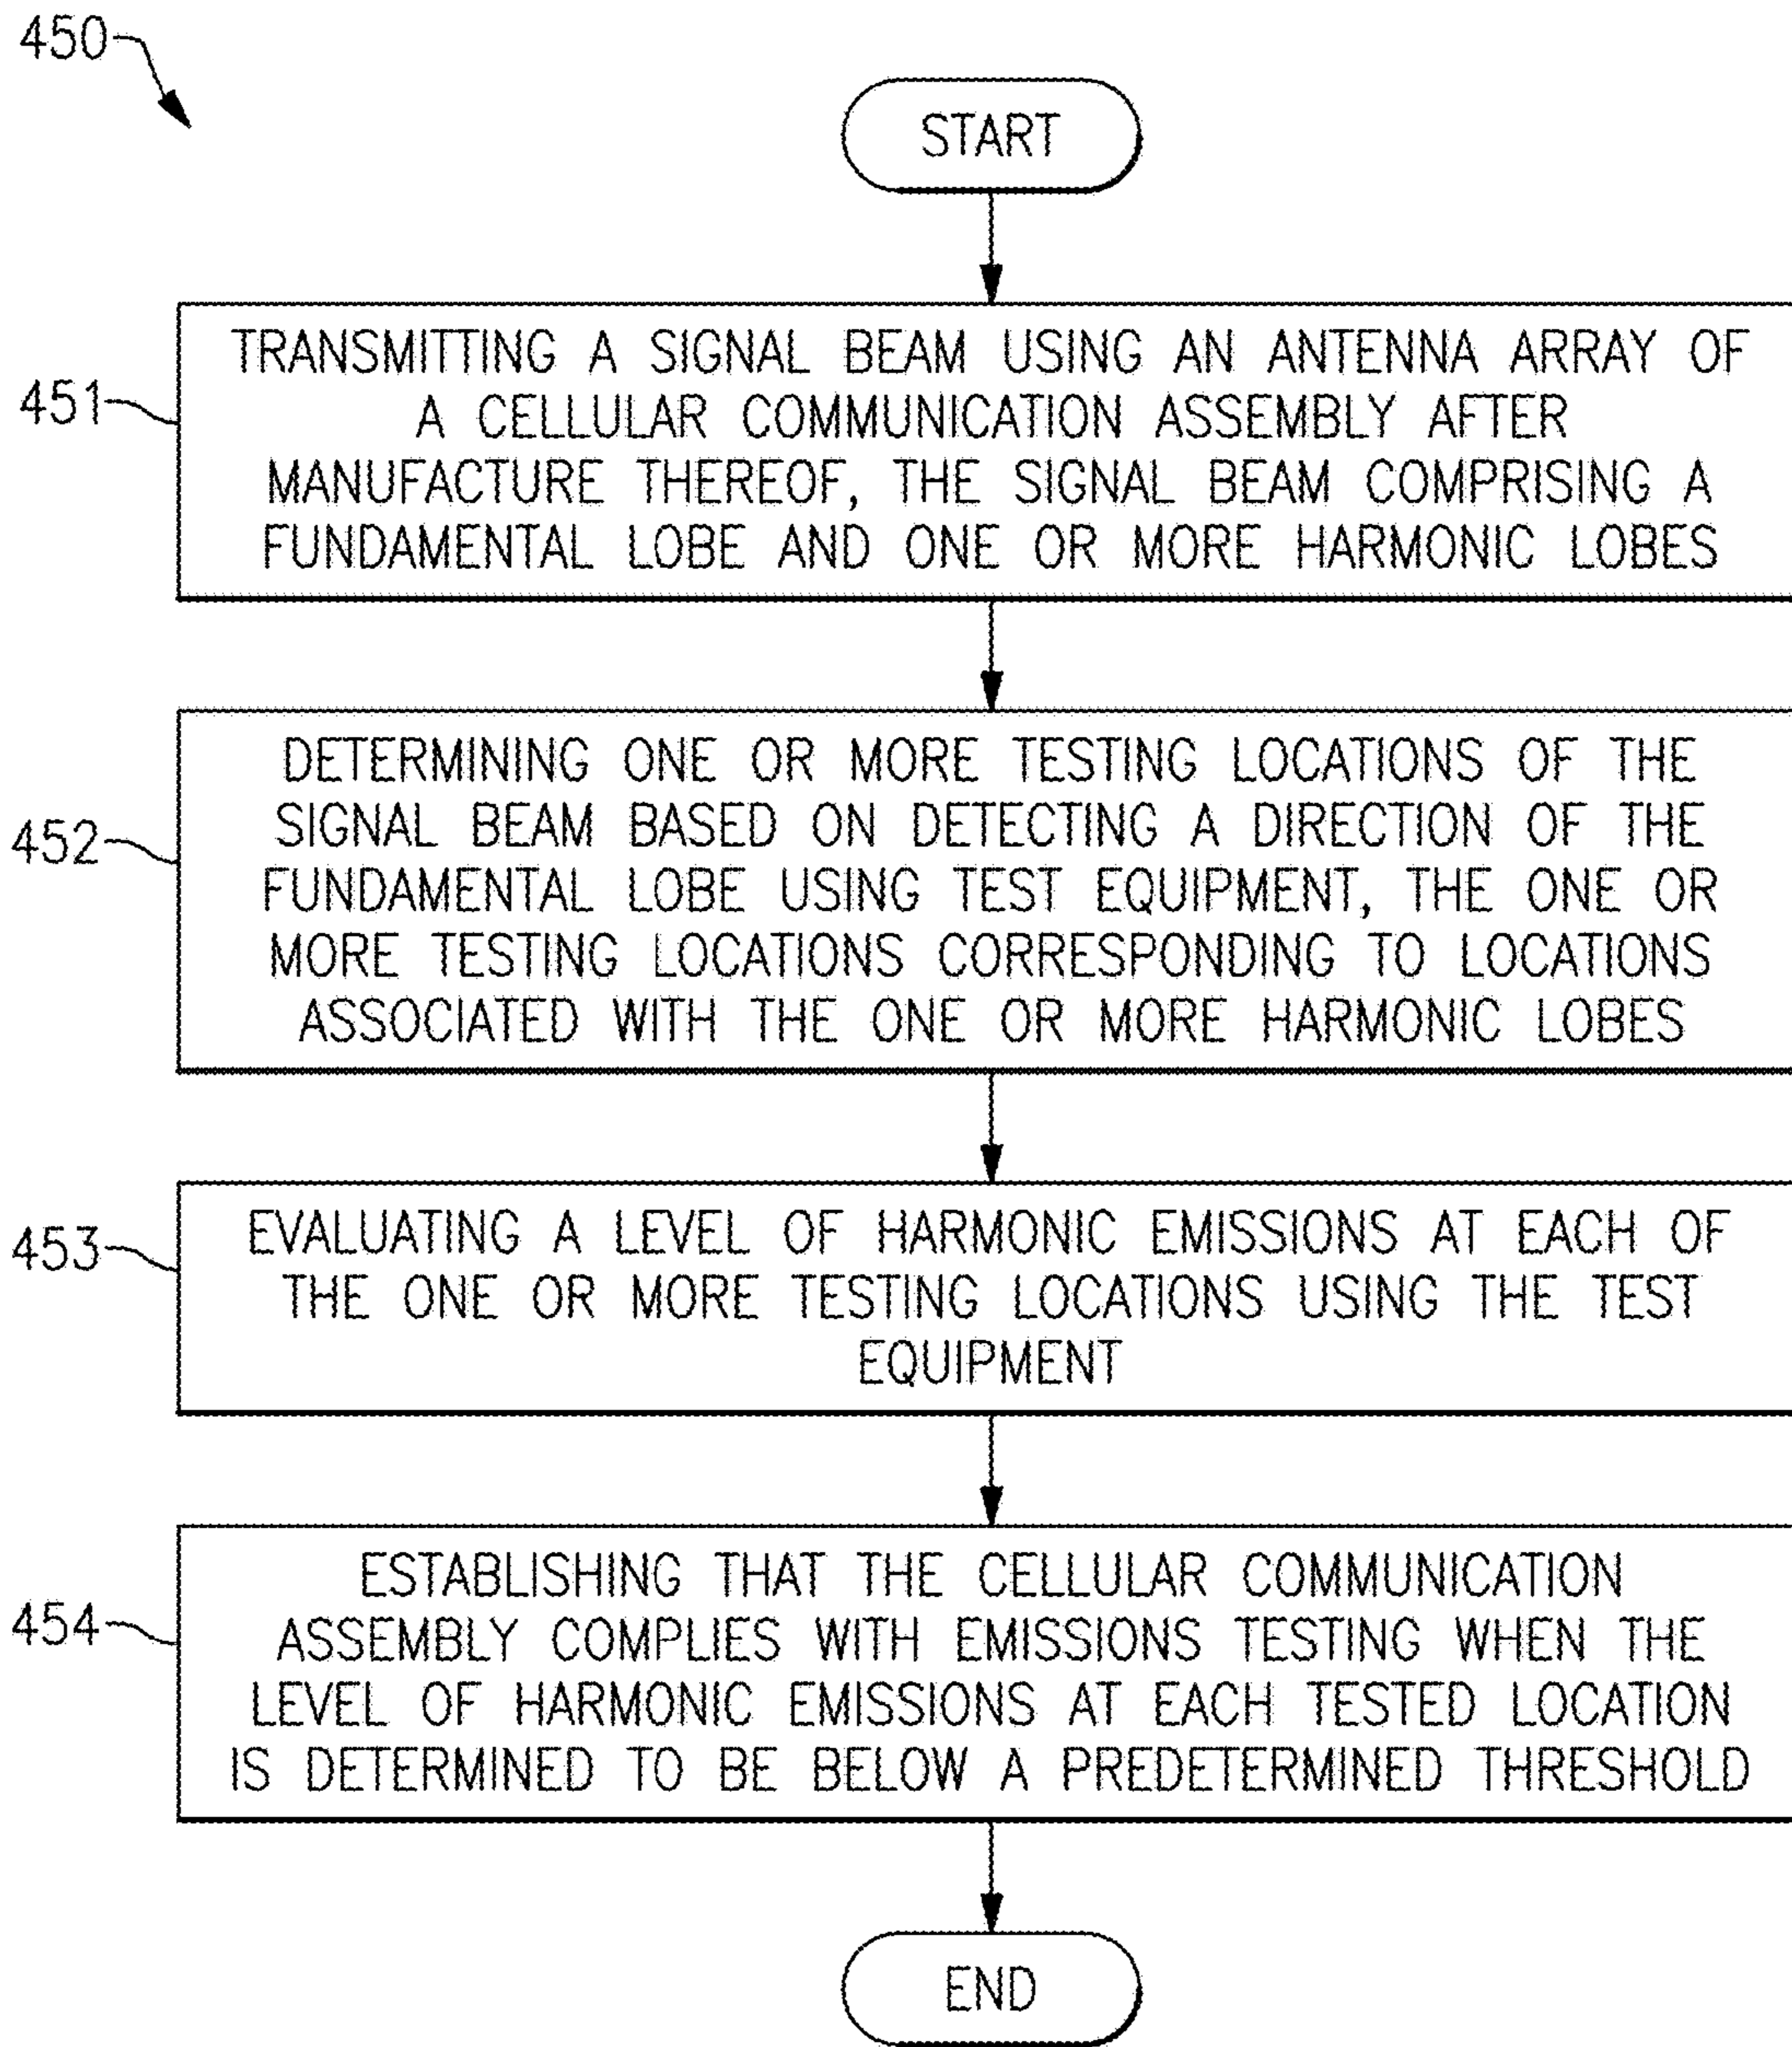 450
START
451
TRANSMITTING A SIGNAL BEAM USING AN ANTENNA ARRAY OF
A CELLULAR COMMUNICATION ASSEMBLY AFTER
MANUFACTURE THEREOF, THE SIGNAL BEAM COMPRISING A
FUNDAMENTAL LOBE AND ONE OR MORE HARMONIC LOBES
452
DETERMINING ONE OR MORE TESTING LOCATIONS OF THE
SIGNAL BEAM BASED ON DETECTING A DIRECTION OF THE
FUNDAMENTAL LOBE USING TEST EQUIPMENT, THE ONE OR
MORE TESTING LOCATIONS CORRESPONDING TO LOCATIONS
ASSOCIATED WITH THE ONE OR MORE HARMONIC LOBES
453
EVALUATING A LEVEL OF HARMONIC EMISSIONS AT EACH OF
THE ONE OR MORE TESTING LOCATIONS USING THE TEST
EQUIPMENT
454
ESTABLISHING THAT THE CELLULAR COMMUNICATION
ASSEMBLY COMPLIES WITH EMISSIONS TESTING WHEN THE
LEVEL OF HARMONIC EMISSIONS AT EACH TESTED LOCATION
IS DETERMINED TO BE BELOW A PREDETERMINED THRESHOLD
END